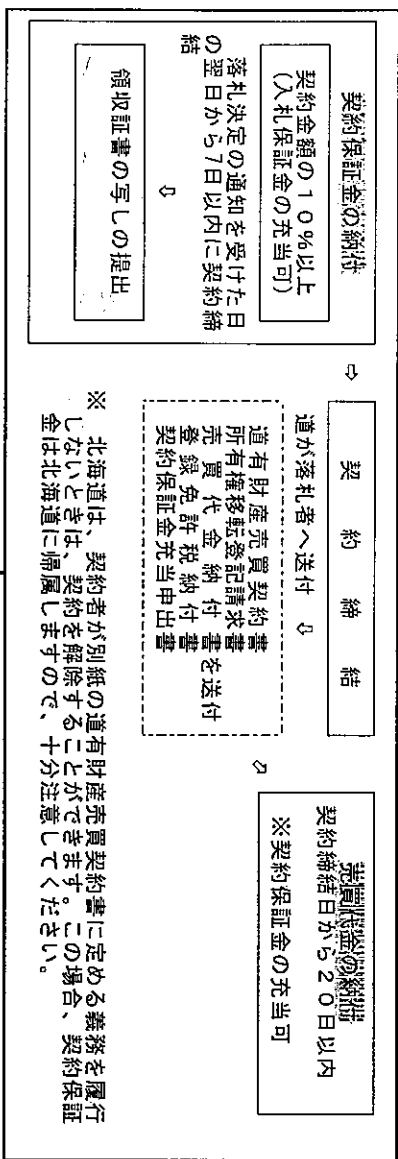 契約保証金の納付
契約金額の１０％以上
（入札保証金の充当可）
落札決定の通知を受けた日
の翌日から7日以内に契約締
結
⇩
領収証書の写しの提出
⇨
契約締結
道が落札者へ送付 ⇩
道有財産売買契約書
所有権移転登記請求書
売買代金納付書を送付
登録免許税納付書
契約保証金充当申出書
売買代金の納付
契約締結日から２０日以内
※契約保証金の充当可
※ 北海道は、契約者が別紙の道有財産売買契約書に定める義務を履行
しないときは、契約を解除することができます。この場合、契約保証
金は北海道に帰属しますので、十分注意してください。